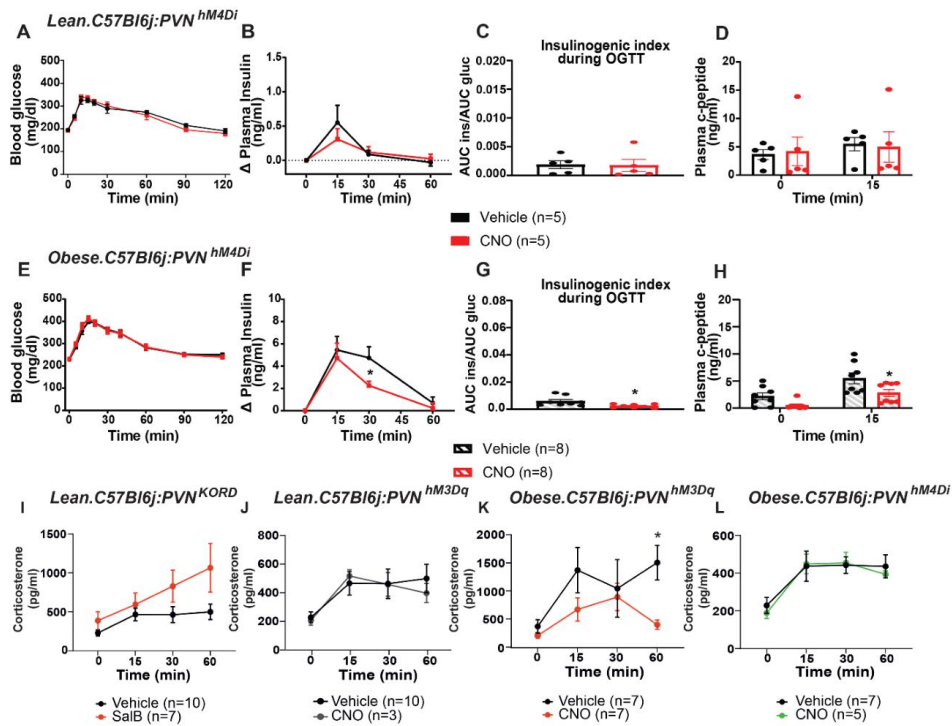 Lean.C57Bl6j:PVN hM4Di
A
Blood glucose
(mg/dl)
500
400
300
200
100
0
0 30 60 90 120
Time (min)
B
Δ Plasma Insulin
(ng/ml)
1.5
1.0
0.5
0.0
0 15 30 45 60
Time (min)
C
Insulinogenic index
during OGTT
AUC ins/AUC gluc
0.020
0.015
0.010
0.005
0.000
D
Plasma c-peptide
(ng/ml)
20
15
10
5
0
0 15
Time (min)
Vehicle (n=5)
CNO (n=5)
Obese.C57Bl6j:PVN hM4Di
E
Blood glucose
(mg/dl)
500
400
300
200
100
0
0 30 60 90 120
Time (min)
F
Δ Plasma Insulin
(ng/ml)
8
6
4
2
0
*
0 15 30 45 60
Time (min)
G
Insulinogenic index
during OGTT
AUC ins/AUC gluc
0.08
0.06
0.04
0.02
0.00
*
H
Plasma c-peptide
(ng/ml)
20
15
10
5
0
*
0 15
Time (min)
Vehicle (n=8)
CNO (n=8)
Lean.C57Bl6j:PVN KORD
I
Corticosterone
(pg/ml)
1500
1000
500
0
0 15 30 60
Time (min)
Vehicle (n=10)
SalB (n=7)
Lean.C57Bl6j:PVN hM3Dq
J
Corticosterone
(pg/ml)
800
600
400
200
0
0 15 30 60
Time (min)
Vehicle (n=10)
CNO (n=3)
Obese.C57Bl6j:PVN hM3Dq
K
Corticosterone
(pg/ml)
2000
1500
1000
500
0
*
0 15 30 60
Time (min)
Vehicle (n=7)
CNO (n=7)
Obese.C57Bl6j:PVN hM4Di
L
Corticosterone
(pg/ml)
600
400
200
0
0 15 30 60
Time (min)
Vehicle (n=7)
CNO (n=5)